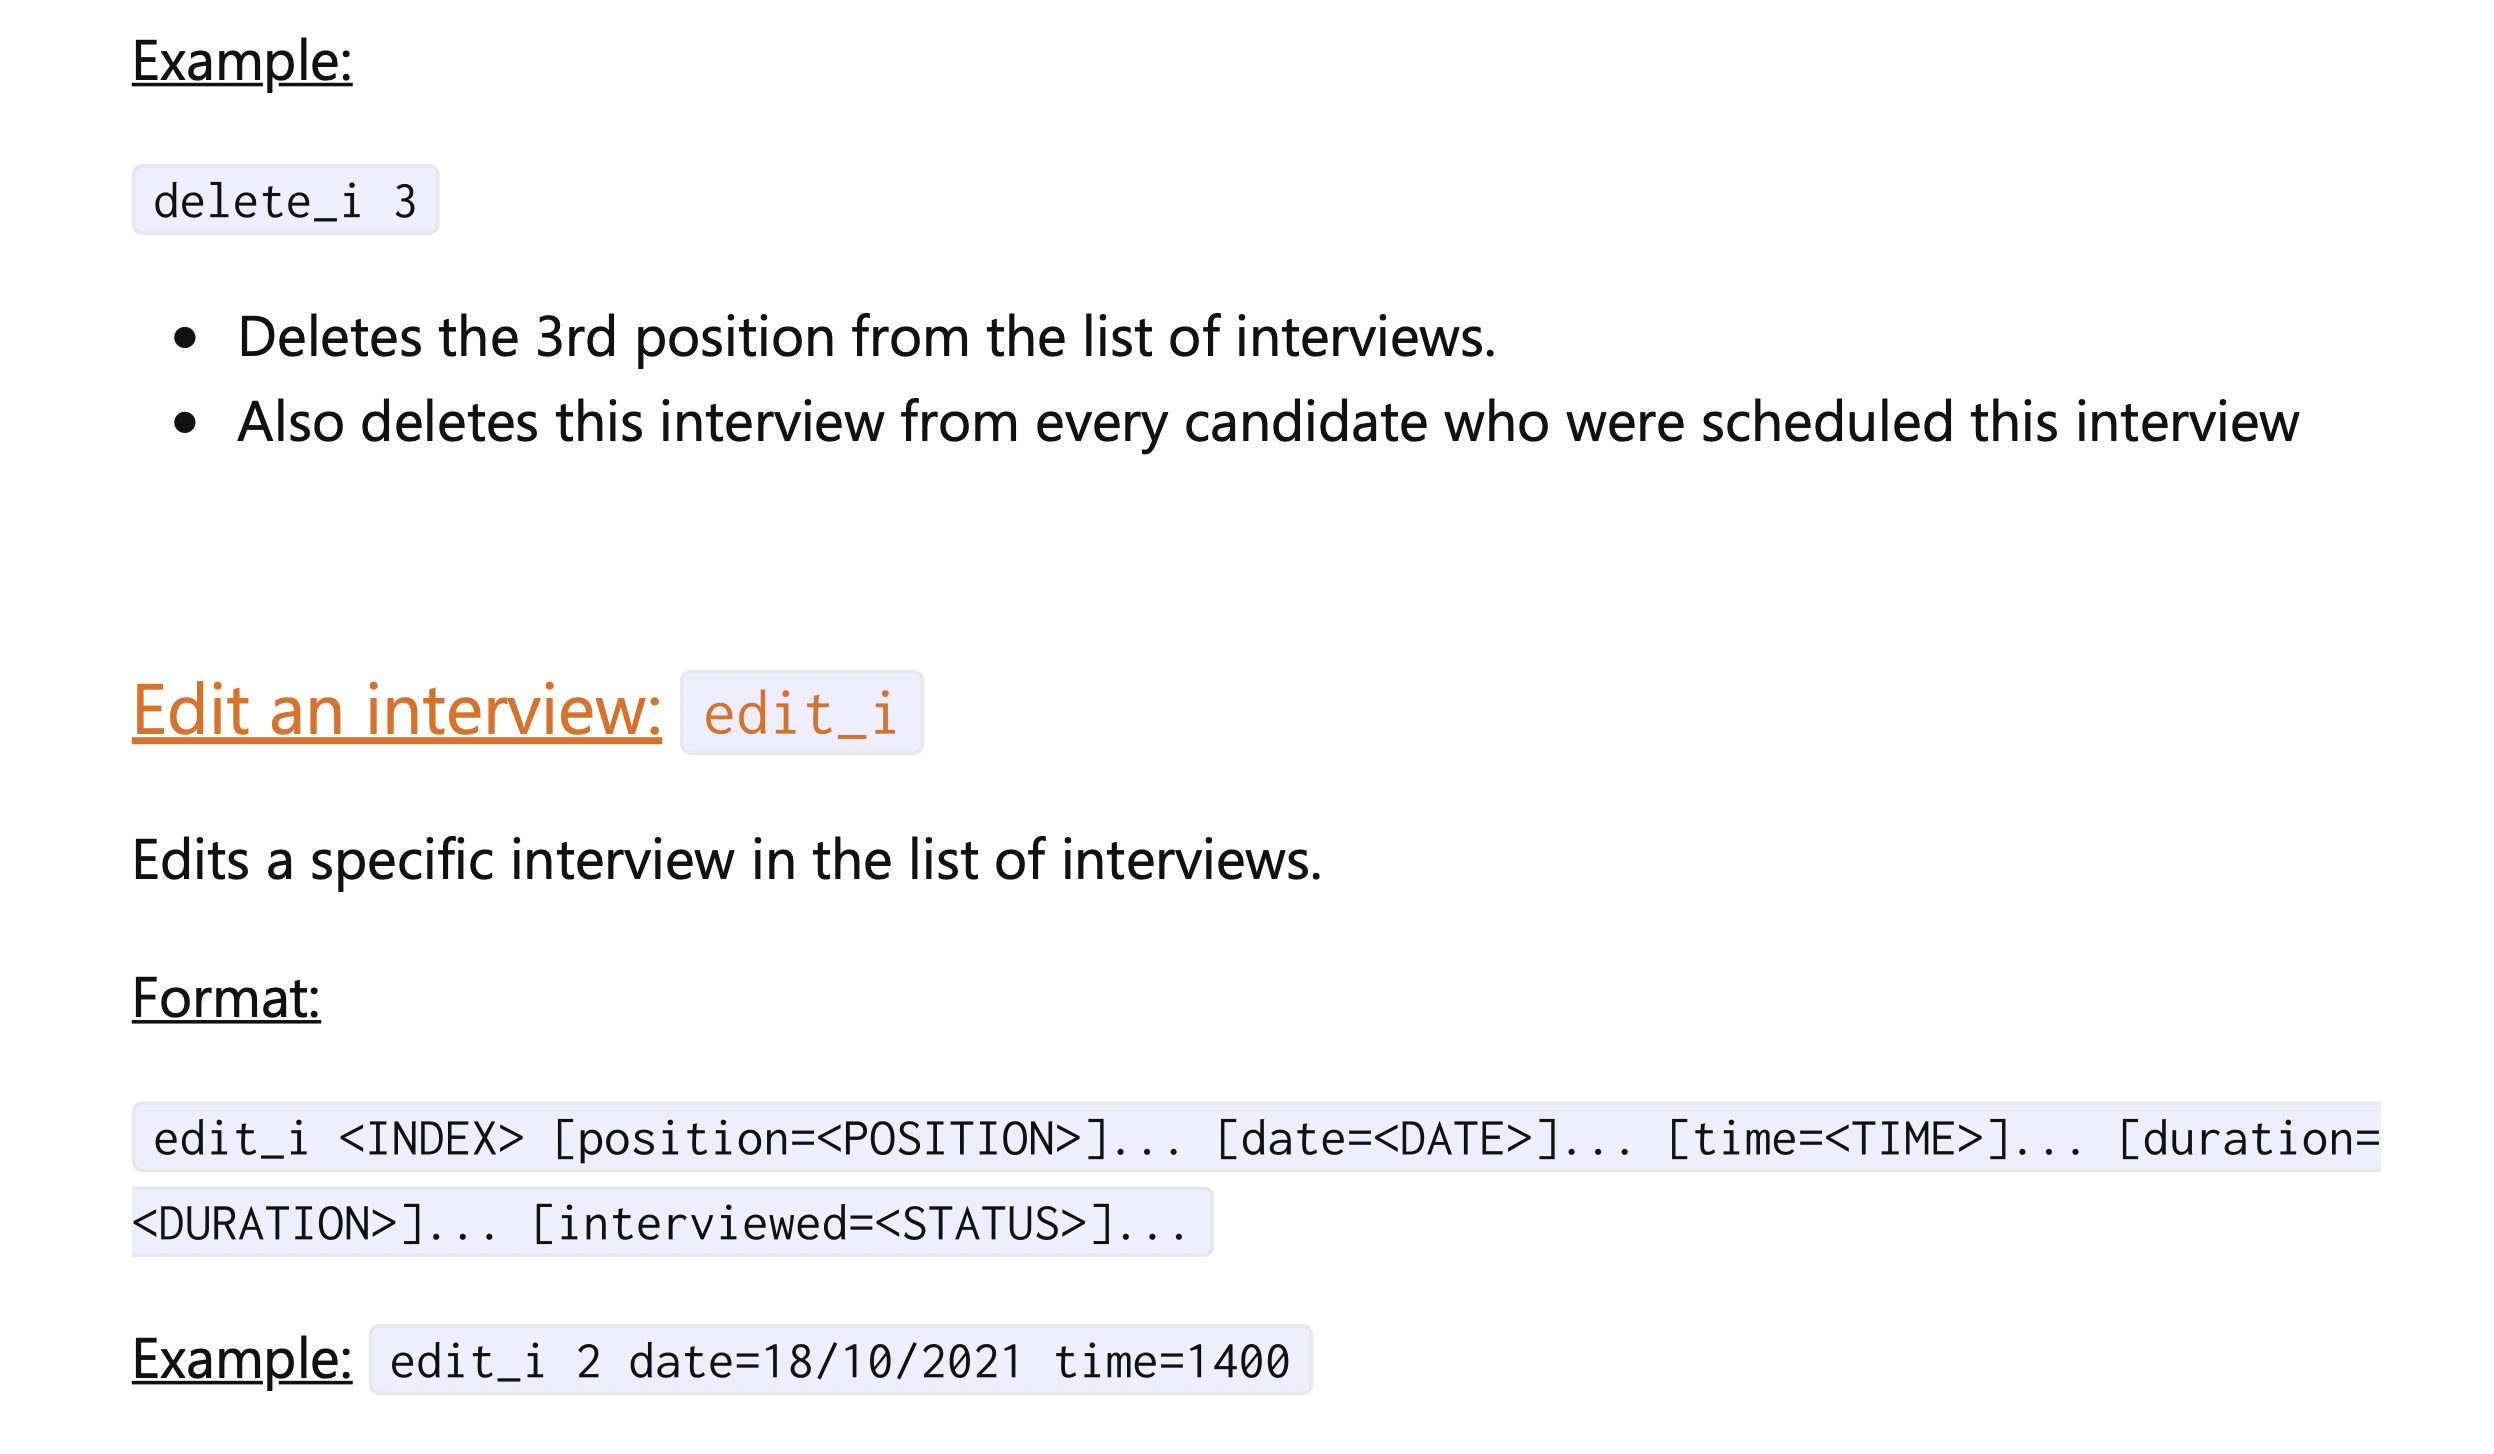 Example:
delete_i 3
● Deletes the 3rd position from the list of interviews.
● Also deletes this interview from every candidate who were scheduled this interview
Edit an interview: edit_i
Edits a specific interview in the list of interviews.
Format:
edit_i <INDEX> [position=<POSITION>]... [date=<DATE>]... [time=<TIME>]... [duration=
<DURATION>]... [interviewed=<STATUS>]...
Example: edit_i 2 date=18/10/2021 time=1400